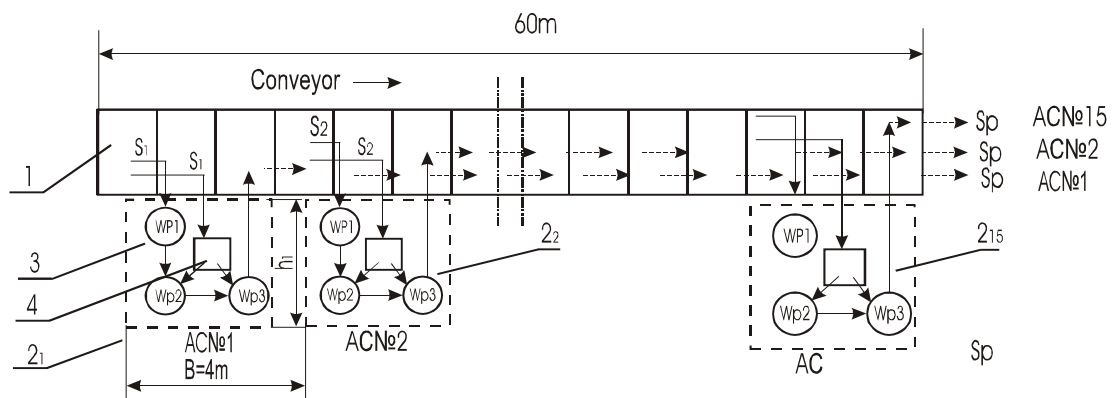 60m
Conveyor
Sp AC№15
Sp AC№2
Sp AC№1
1
S1
S1
S2
S2
3
4
21
WP1
Wp2
Wp3
h1
WP1
Wp2
Wp3
22
WP1
Wp2
Wp3
215
AC№1
B=4m
AC№2
AC
Sp